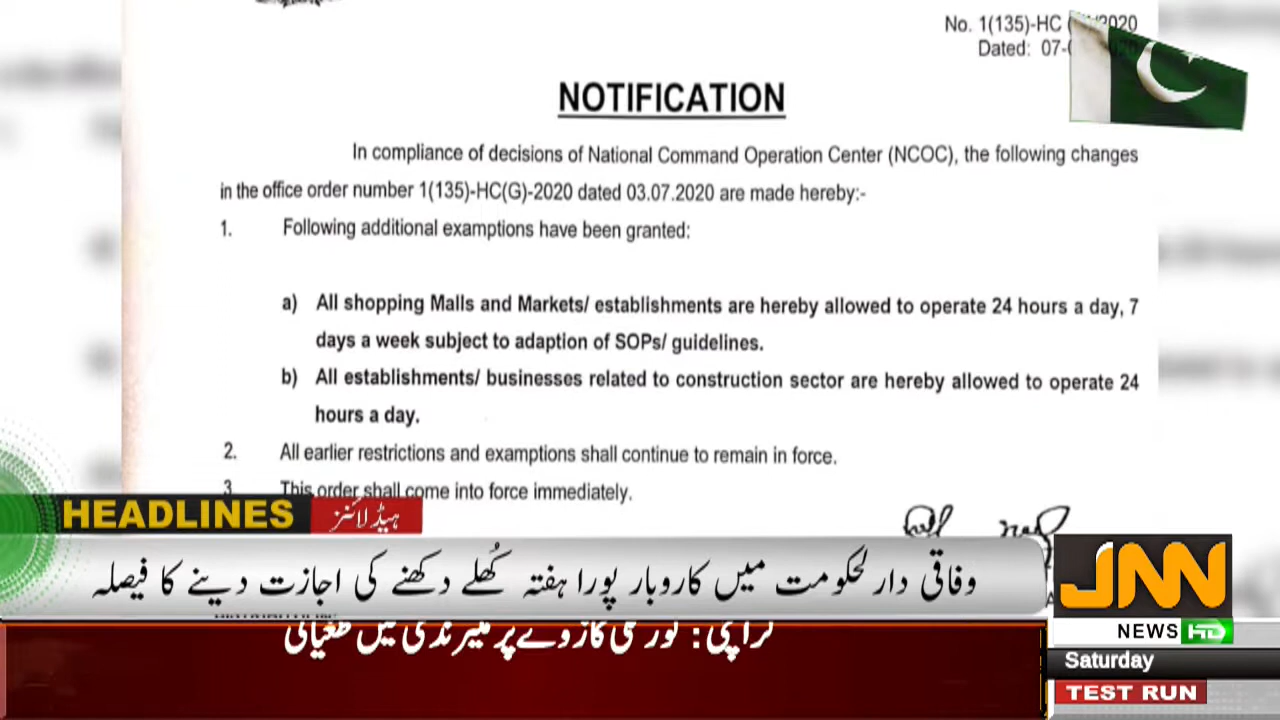 No. 1(135)-HC
Dated: 07-
NOTIFICATION
In compliance of decisions of National Command Operation Center (NCOC), the following changes
in the office order number 1(135)-HC(G)-2020 dated 03.07.2020 are made hereby:-
1. Following additional examptions have been granted:
a) All shopping Malls and Markets/ establishments are hereby allowed to operate 24 hours a day, 7
days a week subject to adaption of SOPs/ guidelines.
b) All establishments/ businesses related to construction sector are hereby allowed to operate 24
hours a day.
2. All earlier restrictions and examptions shall continue to remain in force.
3. This order shall come into force immediately.
HEADLINES ہیڈلائنز
وفاقی دارلحکومت میں کاروبار پورا ہفتہ کُھلے دکھنے کی اجازت دینے کا فیصلہ
کراچی: کورنگی کازوے پر ملیر ندی میں طغیانی
JNN
NEWS HD
Saturday
TEST RUN